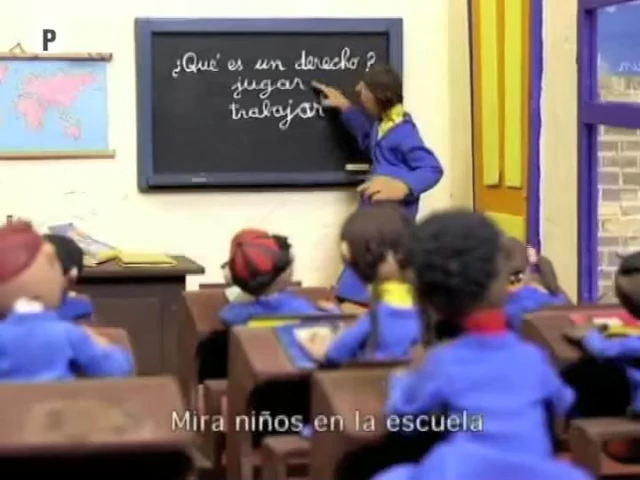 P
¿Qué es un derecho?
jugar
trabajar
Mira niños en la escuela